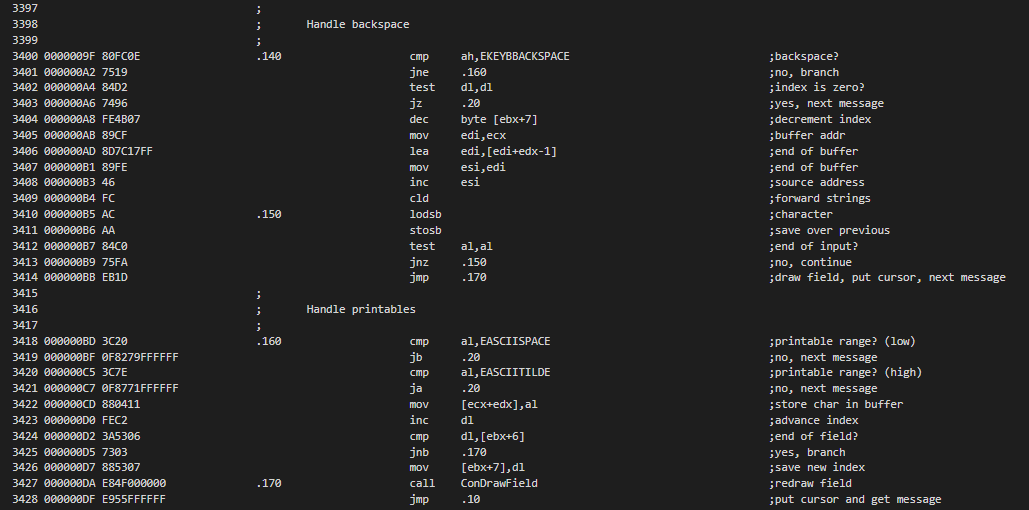 3397 ;
3398 ; Handle backspace
3399 ;
3400 0000009F 80FC0E .140 cmp ah,EKEYBBACKSPACE ;backspace?
3401 000000A2 7519 jne .160 ;no, branch
3402 000000A4 84D2 test dl,dl ;index is zero?
3403 000000A6 7496 jz .20 ;yes, next message
3404 000000A8 FE4B07 dec byte [ebx+7] ;decrement index
3405 000000AB 89CF mov edi,ecx ;buffer addr
3406 000000AD 8D7C17FF lea edi,[edi+edx-1] ;end of buffer
3407 000000B1 89FE mov esi,edi ;end of buffer
3408 000000B3 46 inc esi ;source address
3409 000000B4 FC cld ;forward strings
3410 000000B5 AC .150 lodsb ;character
3411 000000B6 AA stosb ;save over previous
3412 000000B7 84C0 test al,al ;end of input?
3413 000000B9 75FA jnz .150 ;no, continue
3414 000000BB EB1D jmp .170 ;draw field, put cursor, next message
3415 ;
3416 ; Handle printables
3417 ;
3418 000000BD 3C20 .160 cmp al,EASCIISPACE ;printable range? (low)
3419 000000BF 0F8279FFFFFF jb .20 ;no, next message
3420 000000C5 3C7E cmp al,EASCIITILDE ;printable range? (high)
3421 000000C7 0F8771FFFFFF ja .20 ;no, next message
3422 000000CD 880411 mov [ecx+edx],al ;store char in buffer
3423 000000D0 FEC2 inc dl ;advance index
3424 000000D2 3A5306 cmp dl,[ebx+6] ;end of field?
3425 000000D5 7303 jnb .170 ;yes, branch
3426 000000D7 885307 mov [ebx+7],dl ;save new index
3427 000000DA E84F000000 .170 call ConDrawField ;redraw field
3428 000000DF E955FFFFFF jmp .10 ;put cursor and get message